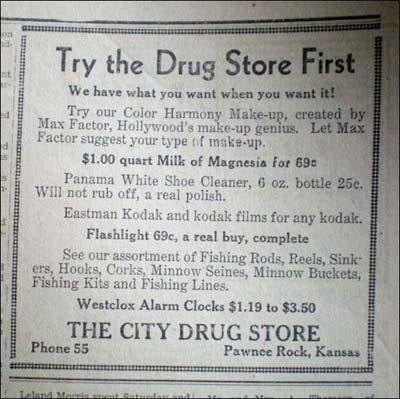 Try the Drug Store First
We have what you want when you want it!
Try our Color Harmony Make-up, created by
Max Factor, Hollywood's make-up genius. Let Max
Factor suggest your type of make-up.
$1.00 quart Milk of Magnesia for 69c
Panama White Shoe Cleaner, 6 oz. bottle 25c.
Will not rub off, a real polish.
Eastman Kodak and kodak films for any kodak.
Flashlight 69c, a real buy, complete
See our assortment of Fishing Rods, Reels, Sink-
ers, Hooks, Corks, Minnow Seines, Minnow Buckets,
Fishing Kits and Fishing Lines.
Westclox Alarm Clocks $1.19 to $3.50
THE CITY DRUG STORE
Phone 55 Pawnee Rock, Kansas
Leland Morris spent Saturday and